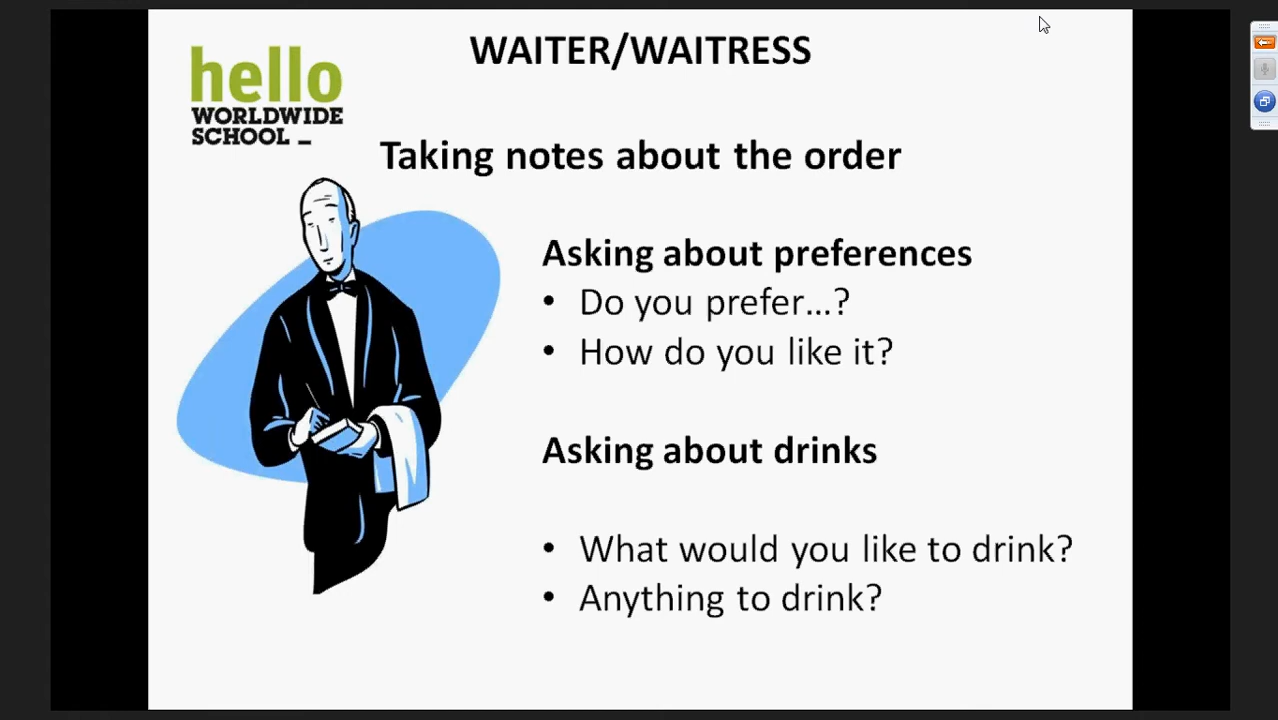 hello
WORLDWIDE
SCHOOL _
WAITER/WAITRESS
Taking notes about the order
Asking about preferences
• Do you prefer...?
• How do you like it?
Asking about drinks
• What would you like to drink?
• Anything to drink?